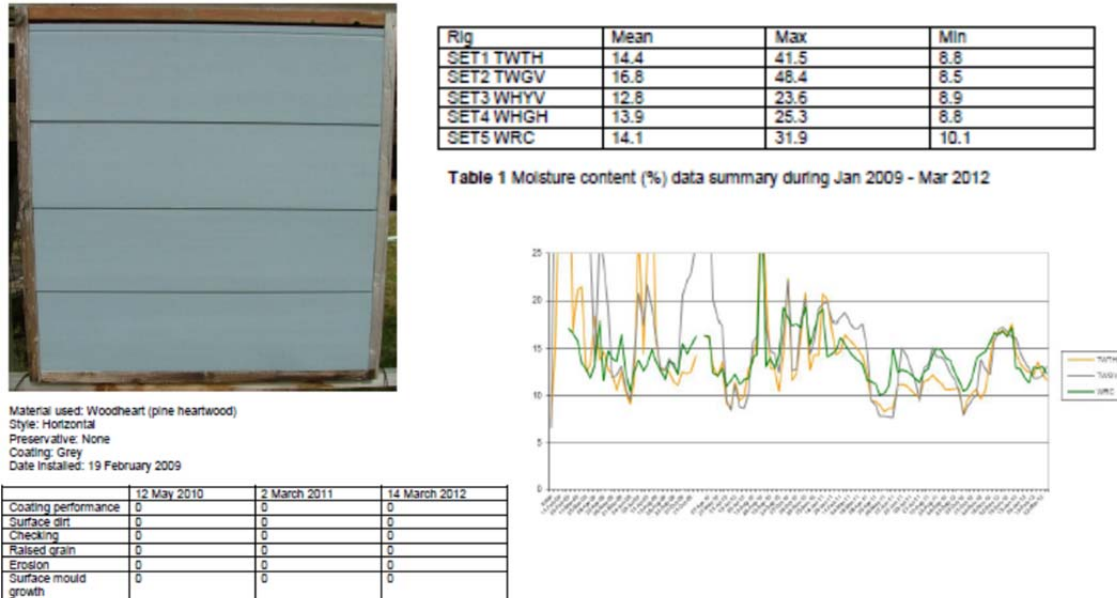 Rig Mean Max Min
SET1 TWTH 14.4 41.5 8.8
SET2 TWGV 16.8 48.4 8.5
SET3 WHYV 12.8 23.6 8.9
SET4 WHGH 13.9 25.3 8.8
SET5 WRC 14.1 31.9 10.1
Table 1 Moisture content (%) data summary during Jan 2009 - Mar 2012
25
20
15
10
5
0
TWTH
WRC
Material used: Woodheart (pine heartwood)
Style: Horizontal
Preservative: None
Coating: Grey
Date Installed: 19 February 2009
12 May 2010 2 March 2011 14 March 2012
Coating performance 0 0 0
Surface dirt 0 0 0
Checking 0 0 0
Raised grain 0 0 0
Erosion 0 0 0
Surface mould 0 0 0
growth